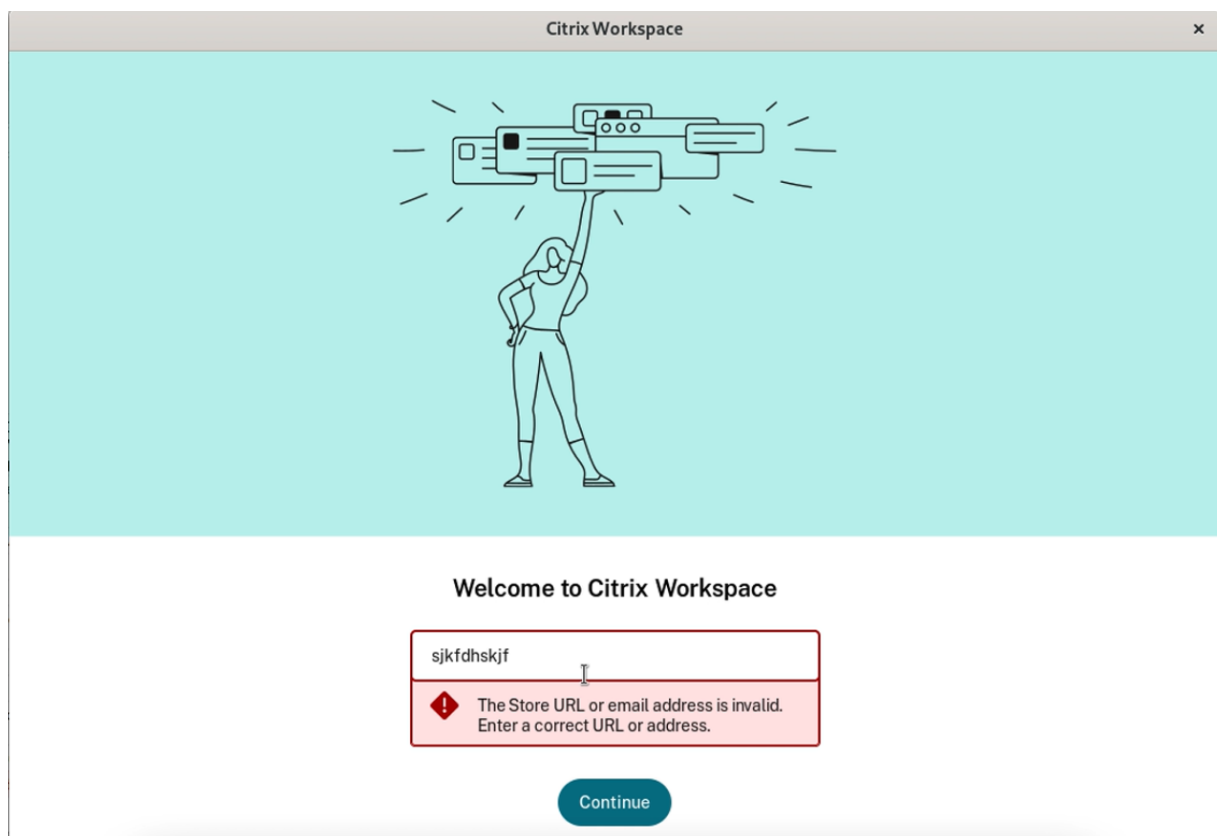 Citrix Workspace
Welcome to Citrix Workspace
sjkfdhskjf
The Store URL or email address is invalid.
Enter a correct URL or address.
Continue